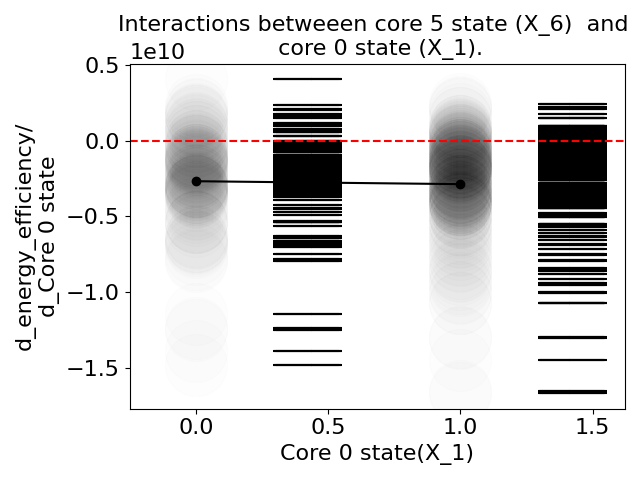 Interactions betweeen core 5 state (X_6)  and
core 0 state (X_1).
1e10
0.5
0.0
−0.5
−1.0
−1.5
d_energy_efficiency/
d_Core 0 state
0.0
0.5
1.0
1.5
Core 0 state(X_1)